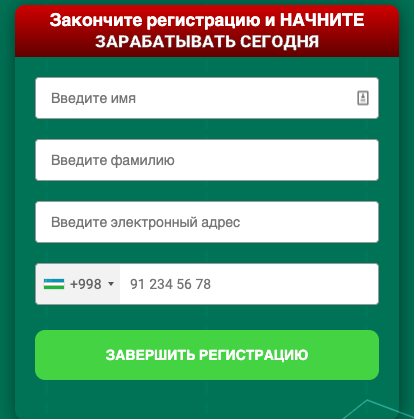 Закончите регистрацию и НАЧНИТЕ
ЗАРАБАТЫВАТЬ СЕГОДНЯ
Введите имя
Введите фамилию
Введите электронный адрес
+998 91 234 56 78
ЗАВЕРШИТЬ РЕГИСТРАЦИЮ